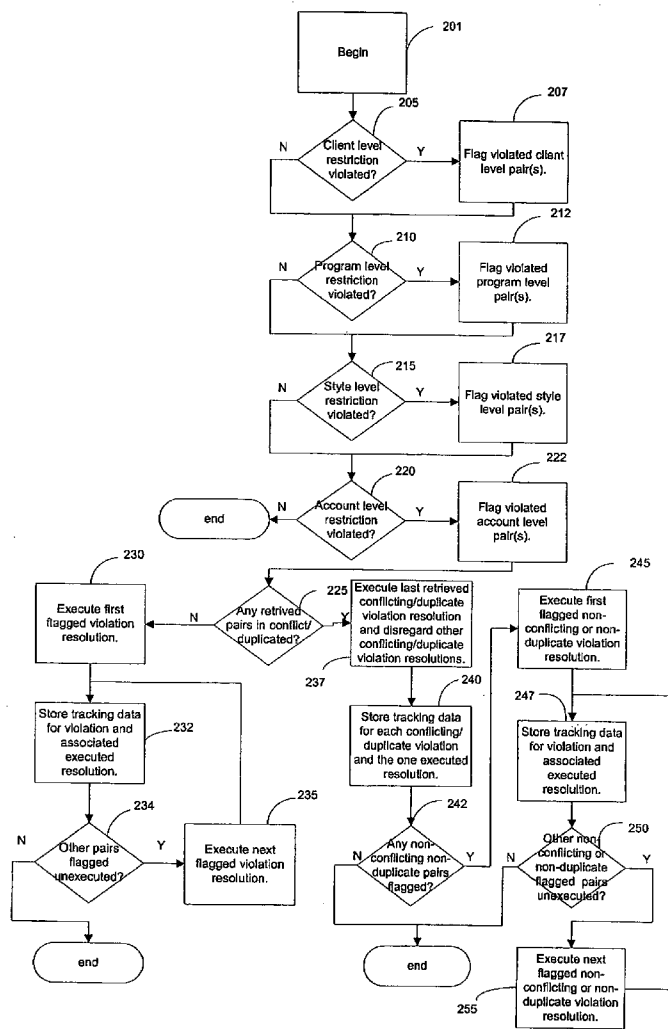 201
Begin
205
207
N
Client level
restriction
violated?
Y
Flag violated client
level pair(s).
210
212
N
Program level
restriction
violated?
Y
Flag violated
program level
pair(s).
215
217
N
Style level
restriction
violated?
Y
Flag violated style
level pair(s).
220
222
end
N
Account level
restriction
violated?
Y
Flag violated
account level
pair(s).
230
225
245
Execute first
flagged violation
resolution.
N
Any retrived
pairs in conflict/
duplicated?
Y
Execute last retrieved
conflicting/duplicate
violation resolution
and disregard other
conflicting/duplicate
violation resolutions.
237
Execute first
flagged non-
conflicting or non-
duplicate violation
resolution.
232
240
247
Store tracking data
for violation and
associated
executed
resolution.
Store tracking data
for each conflicting/
duplicate violation
and the one executed
resolution.
Store tracking data
for violation and
associated
executed
resolution.
234
235
242
250
N
Other pairs
flagged
unexecuted?
Y
Execute next
flagged violation
resolution.
N
Any non-
conflicting non-
duplicate pairs
flagged?
Y
N
Other non-
conflicting or
non-duplicate
flagged pairs
unexecuted?
Y
end
end
255
Execute next
flagged non-
conflicting or non-
duplicate violation
resolution.